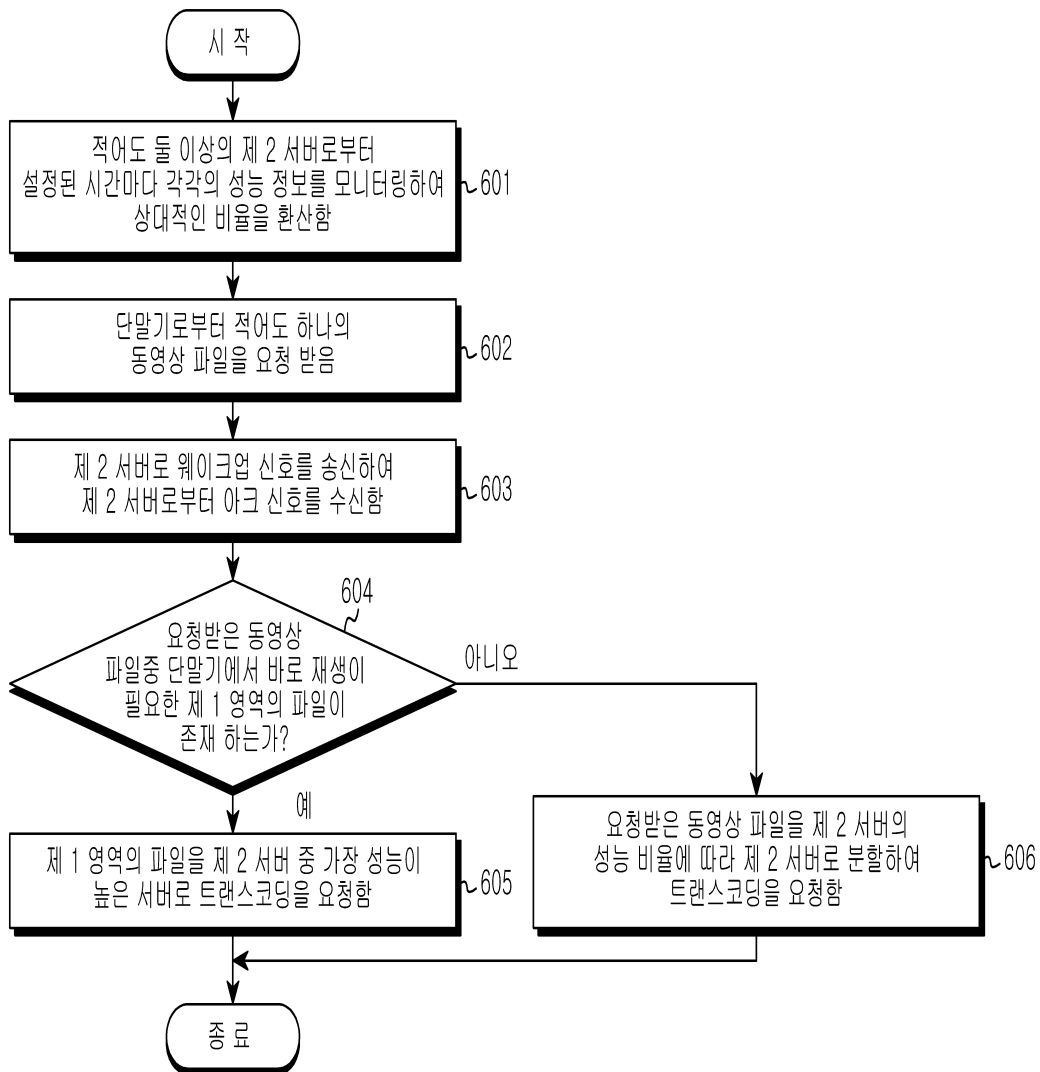 시 작
적어도 둘 이상의 제 2 서버로부터
설정된 시간마다 각각의 성능 정보를 모니터링하여
상대적인 비율을 환산함
601
단말기로부터 적어도 하나의
동영상 파일을 요청 받음
602
제 2 서버로 웨이크업 신호를 송신하여
제 2 서버로부터 아크 신호를 수신함
603
604
요청받은 동영상
파일중 단말기에서 바로 재생이
필요한 제 1 영역의 파일이
존재 하는가?
아니오
예
제 1 영역의 파일을 제 2 서버 중 가장 성능이
높은 서버로 트랜스코딩을 요청함
605
요청받은 동영상 파일을 제 2 서버의
성능 비율에 따라 제 2 서버로 분할하여
트랜스코딩을 요청함
606
종 료